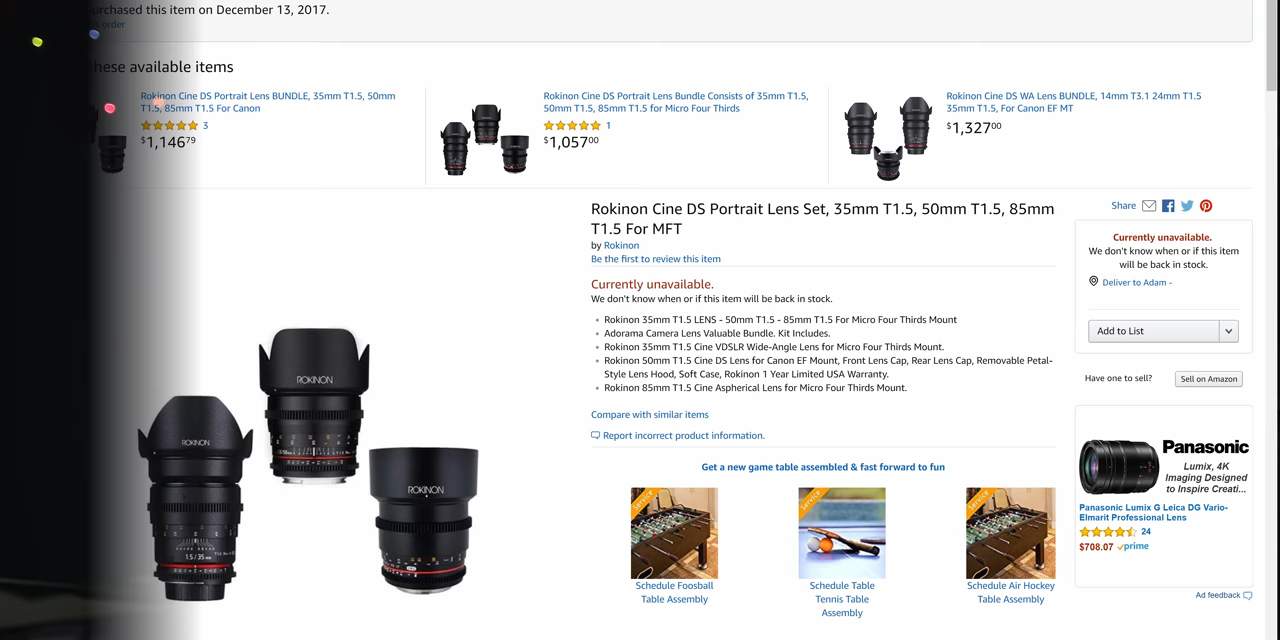 urchased this item on December 13, 2017.
order
these available items
Rokinon Cine DS Portrait Lens BUNDLE, 35mm T1.5, 50mm
T1.5, 85mm T1.5 For Canon
3
$1,14679
Rokinon Cine DS Portrait Lens Bundle Consists of 35mm T1.5,
50mm T1.5, 85mm T1.5 for Micro Four Thirds
1
$1,05700
Rokinon Cine DS WA Lens BUNDLE, 14mm T3.1 24mm T1.5
35mm T1.5, For Canon EF MT
$1,32700
Rokinon Cine DS Portrait Lens Set, 35mm T1.5, 50mm T1.5, 85mm
T1.5 For MFT
by Rokinon
Be the first to review this item
Currently unavailable.
We don't know when or if this item will be back in stock.
Rokinon 35mm T1.5 LENS - 50mm T1.5 - 85mm T1.5 For Micro Four Thirds Mount
Adorama Camera Lens Valuable Bundle. Kit Includes.
Rokinon 35mm T1.5 Cine VDSLR Wide-Angle Lens for Micro Four Thirds Mount.
Rokinon 50mm T1.5 Cine DS Lens for Canon EF Mount, Front Lens Cap, Rear Lens Cap, Removable Petal-
Style Lens Hood, Soft Case, Rokinon 1 Year Limited USA Warranty.
Rokinon 85mm T1.5 Cine Aspherical Lens for Micro Four Thirds Mount.
Compare with similar items
Report incorrect product information.
Get a new game table assembled & fast forward to fun
Service
Service
Service
Schedule Foosball
Table Assembly
Schedule Table
Tennis Table
Assembly
Schedule Air Hockey
Table Assembly
Share
Currently unavailable.
We don't know when or if this item
will be back in stock.
Deliver to Adam -
Add to List
Have one to sell?
Sell on Amazon
Panasonic
Lumix, 4K
Imaging Designed
to Inspire Creati...
Panasonic Lumix G Leica DG Vario-
Elmarit Professional Lens
24
$708.07 prime
Ad feedback
ROKINON
ROKINON
ROKINON
1.5 / 35 mm